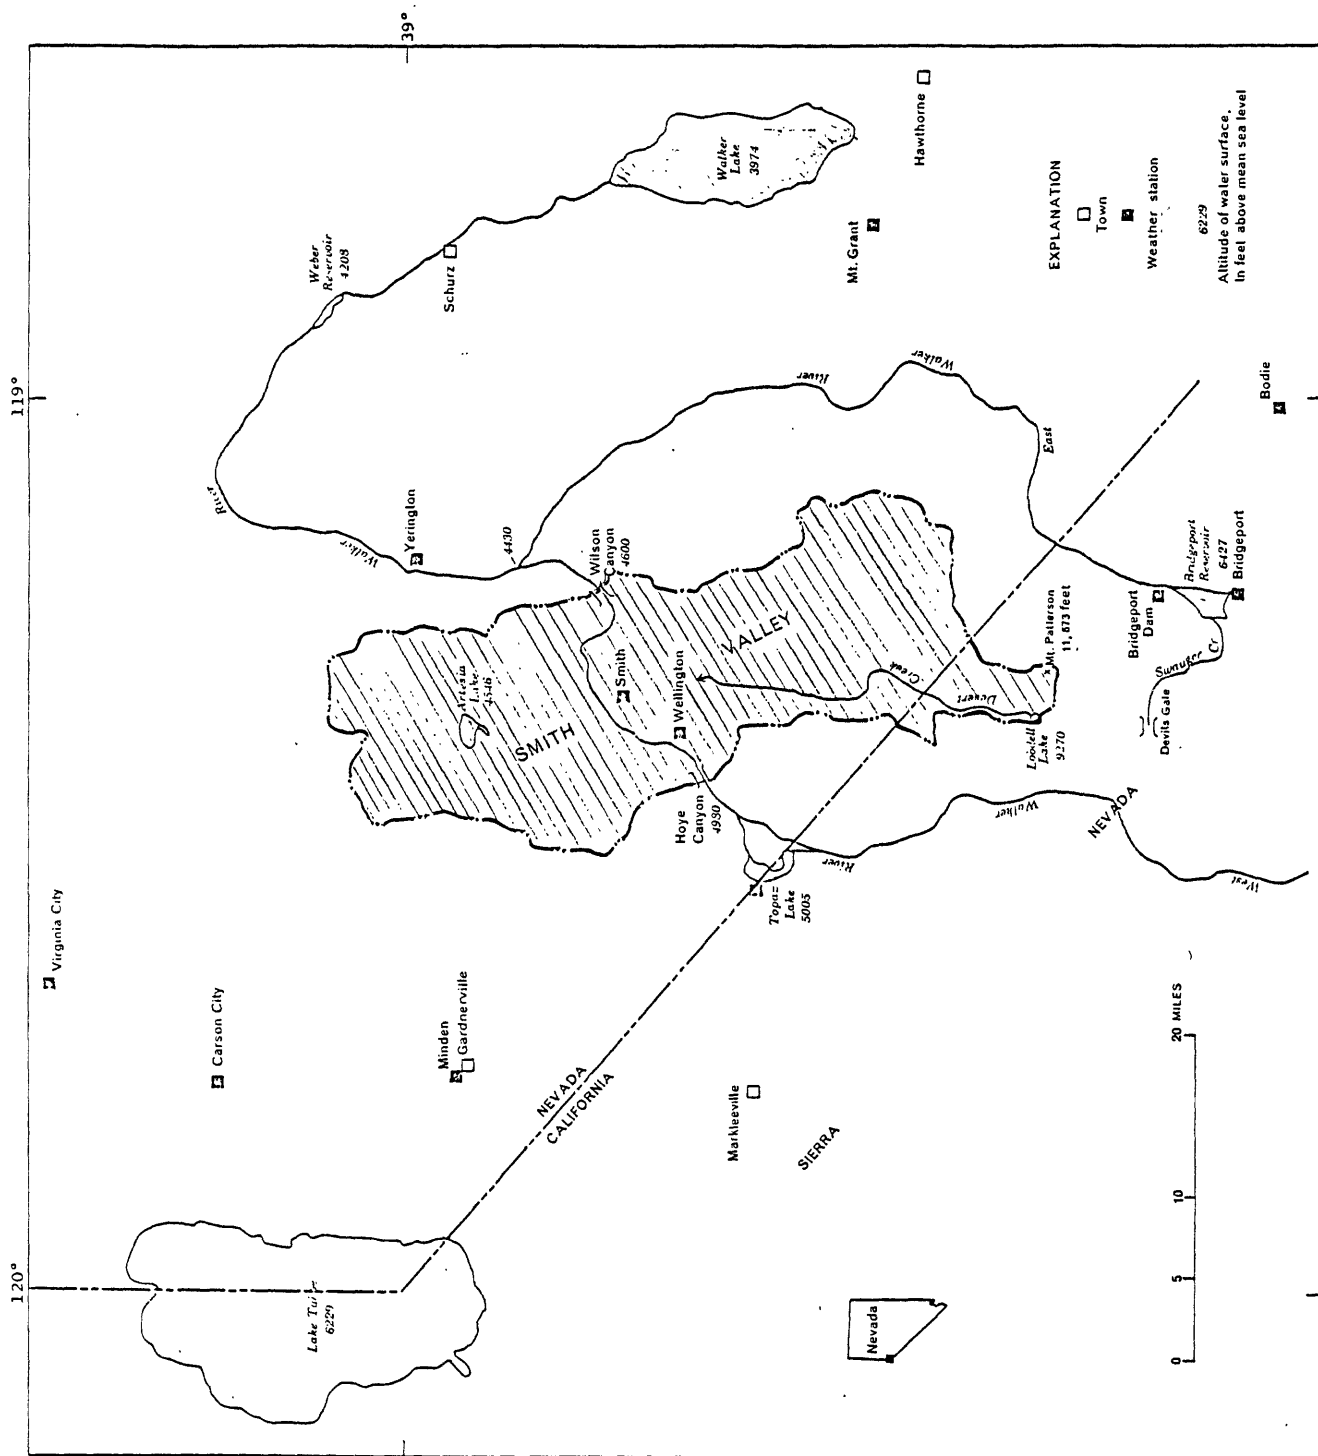 120°
119°
39°
Virginia City
Carson City
Minden
Gardnerville
Lake
6229
NEVADA
CALIFORNIA
Markleeville
SIERRA
Walker
River
Yerington
4430
Weber
Reservoir
4208
Schurz
Walker
Lake
3974
Hawthorne
Mt. Grant
Artesia
Lake
4546
SMITH
VALLEY
Wilson
Canyon
4600
Smith
Wellington
Hoye
Canyon
4980
Topaz
Lake
5005
West
Walker
River
NEVADA
Desert
Creek
Lobdell
Lake
9270
Mt. Patterson
11,673 feet
East
Walker
River
Devils Gate
Swauger
Cr
Bridgeport
Dam
Bridgeport
Reservoir
6427
Bridgeport
Bodie
EXPLANATION
Town
Weather station
6229
Altitude of water surface,
In feet above mean sea level
Nevada
0
5
10
20 MILES